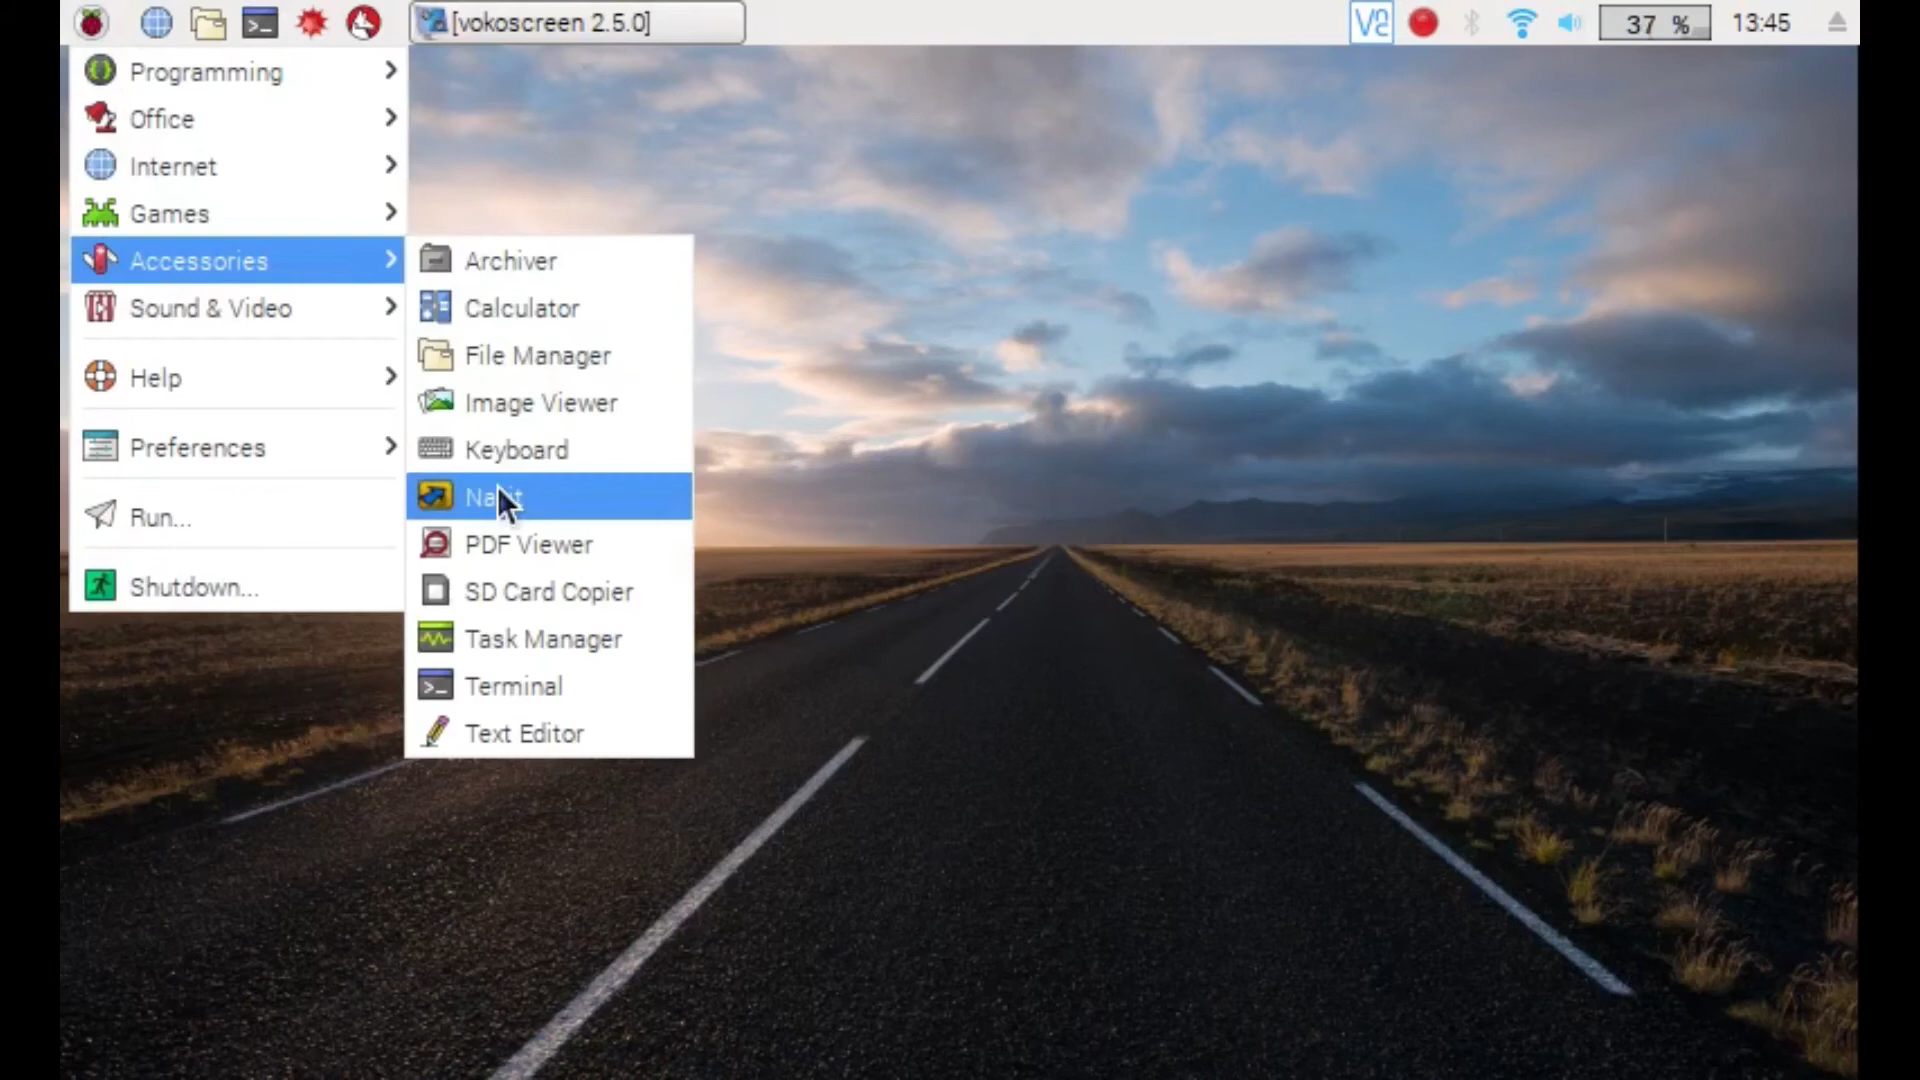 [vokoscreen 2.5.0]
37 %
13:45
Programming
Office
Internet
Games
Accessories
Sound & Video
Help
Preferences
Run...
Shutdown...
Archiver
Calculator
File Manager
Image Viewer
Keyboard
PDF Viewer
SD Card Copier
Task Manager
Terminal
Text Editor